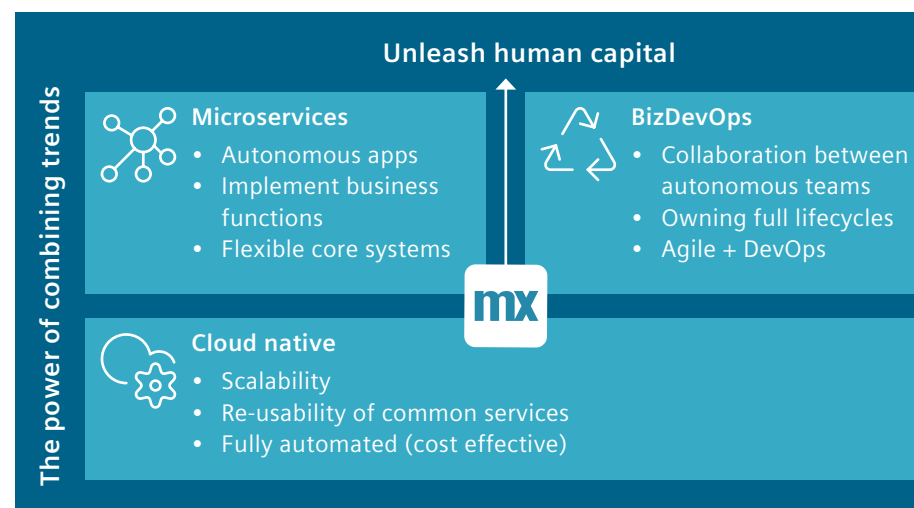 Unleash human capital
The power of combining trends
Microservices
• Autonomous apps
• Implement business
functions
• Flexible core systems
BizDevOps
• Collaboration between
autonomous teams
• Owning full lifecycles
• Agile + DevOps
mx
Cloud native
• Scalability
• Re-usability of common services
• Fully automated (cost effective)